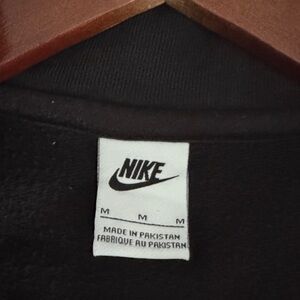 NIKE
M M M
MADE IN PAKISTAN
FABRIQUE AU PAKISTAN